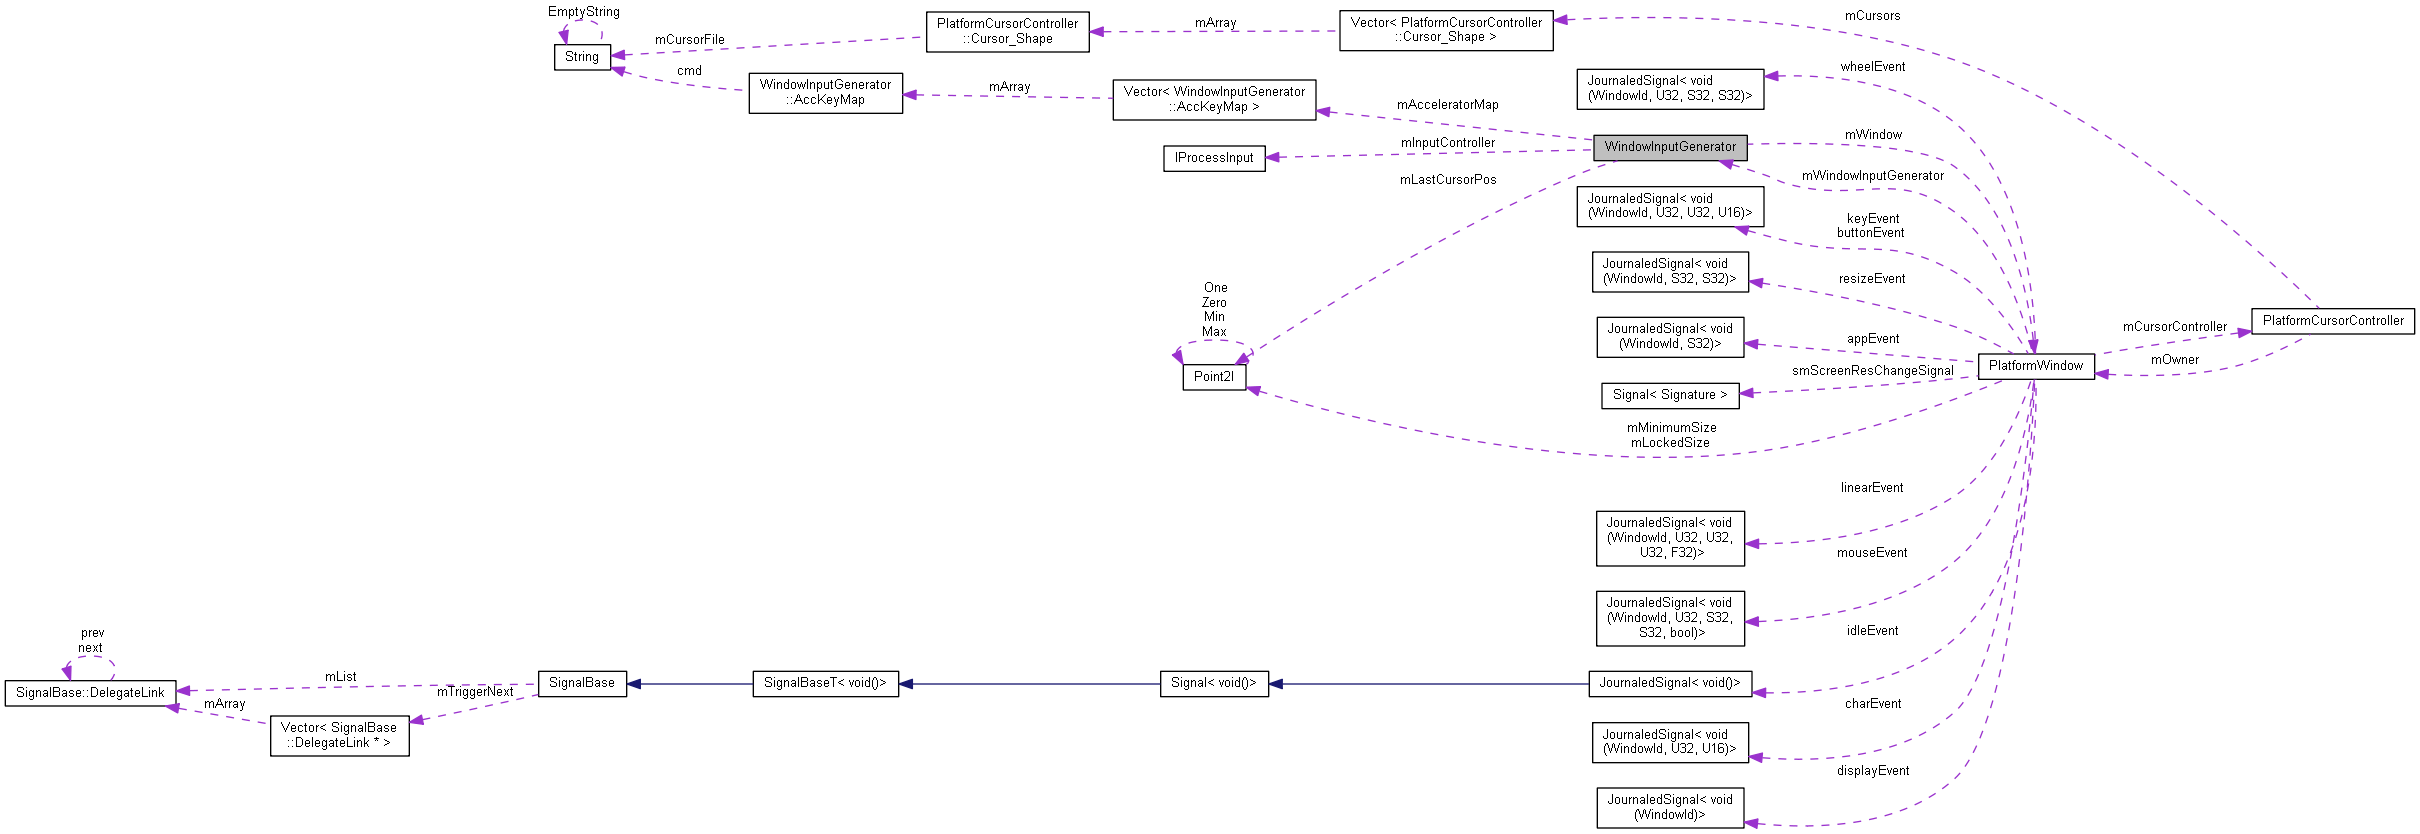 EmptyString
String
mCursorFile
cmd
PlatformCursorController
::Cursor_Shape
mArray
Vector< PlatformCursorController
::Cursor_Shape >
mCursors
WindowInputGenerator
::AccKeyMap
mArray
Vector< WindowInputGenerator
::AccKeyMap >
mAcceleratorMap
JournaledSignal< void
(WindowId, U32, S32, S32)>
wheelEvent
IProcessInput
mInputController
WindowInputGenerator
mWindow
mLastCursorPos
mWindowInputGenerator
JournaledSignal< void
(WindowId, U32, U32, U16)>
keyEvent
buttonEvent
JournaledSignal< void
(WindowId, S32, S32)>
resizeEvent
One
Zero
Min
Max
Point2I
JournaledSignal< void
(WindowId, S32)>
appEvent
PlatformCursorController
mCursorController
mOwner
PlatformWindow
smScreenResChangeSignal
Signal< Signature >
mMinimumSize
mLockedSize
linearEvent
JournaledSignal< void
(WindowId, U32, U32,
U32, F32)>
mouseEvent
JournaledSignal< void
(WindowId, U32, S32,
S32, bool)>
idleEvent
prev
next
SignalBase::DelegateLink
mList
mTriggerNext
mArray
SignalBase
SignalBaseT< void()>
Signal< void()>
JournaledSignal< void()>
Vector< SignalBase
::DelegateLink * >
charEvent
JournaledSignal< void
(WindowId, U32, U16)>
displayEvent
JournaledSignal< void
(WindowId)>